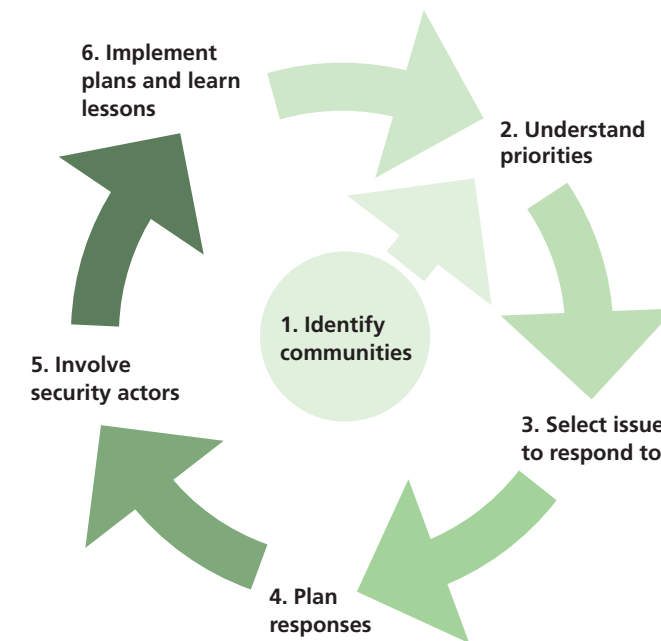 6. Implement
plans and learn
lessons
2. Understand
priorities
1. Identify
communities
5. Involve
security actors
3. Select issue
to respond to
4. Plan
responses